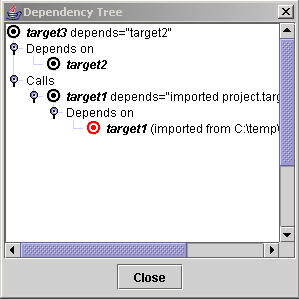 Dependency Tree
target3 depends="target2"
Depends on
target2
Calls
target1 depends="imported project.targ
Depends on
target1 (imported from C:\temp\
Close